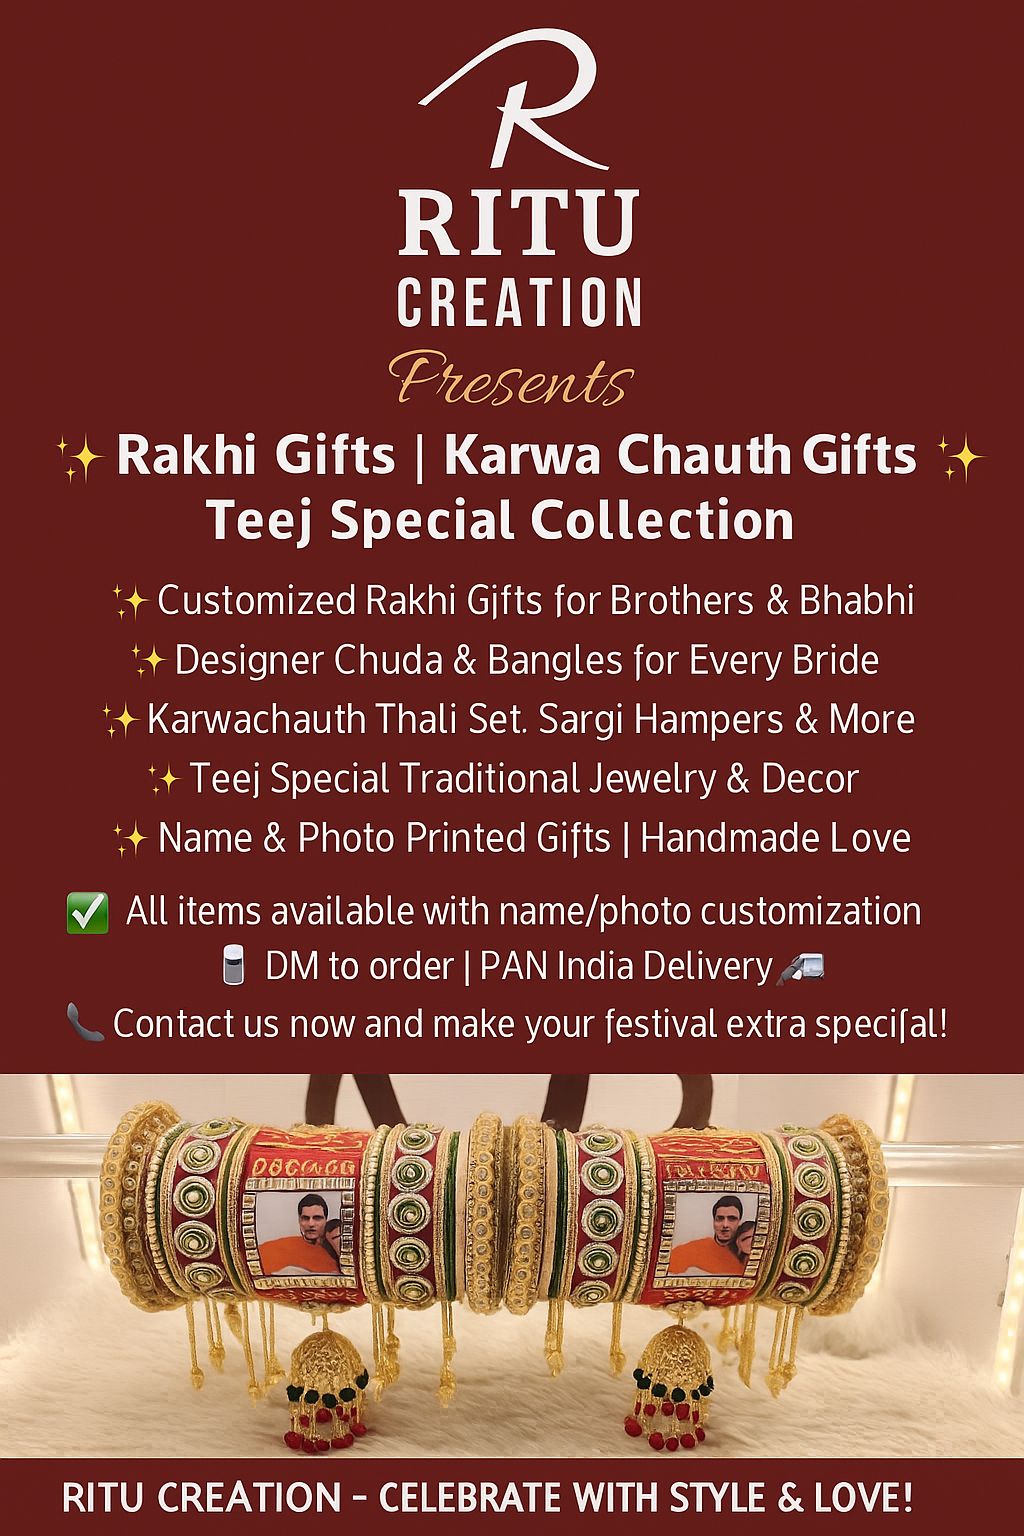 R
RITU
CREATION
Presents
✨ Rakhi Gifts | Karwa Chauth Gifts ✨
Teej Special Collection
✨ Customized Rakhi Gifts for Brothers & Bhabhi
✨ Designer Chuda & Bangles for Every Bride
✨ Karwachauth Thali Set. Sargi Hampers & More
✨ Teej Special Traditional Jewelry & Decor
✨ Name & Photo Printed Gifts | Handmade Love
✅ All items available with name/photo customization
DM to order | PAN India Delivery
📞 Contact us now and make your festival extra speciſal!
RITU CREATION – CELEBRATE WITH STYLE & LOVE!